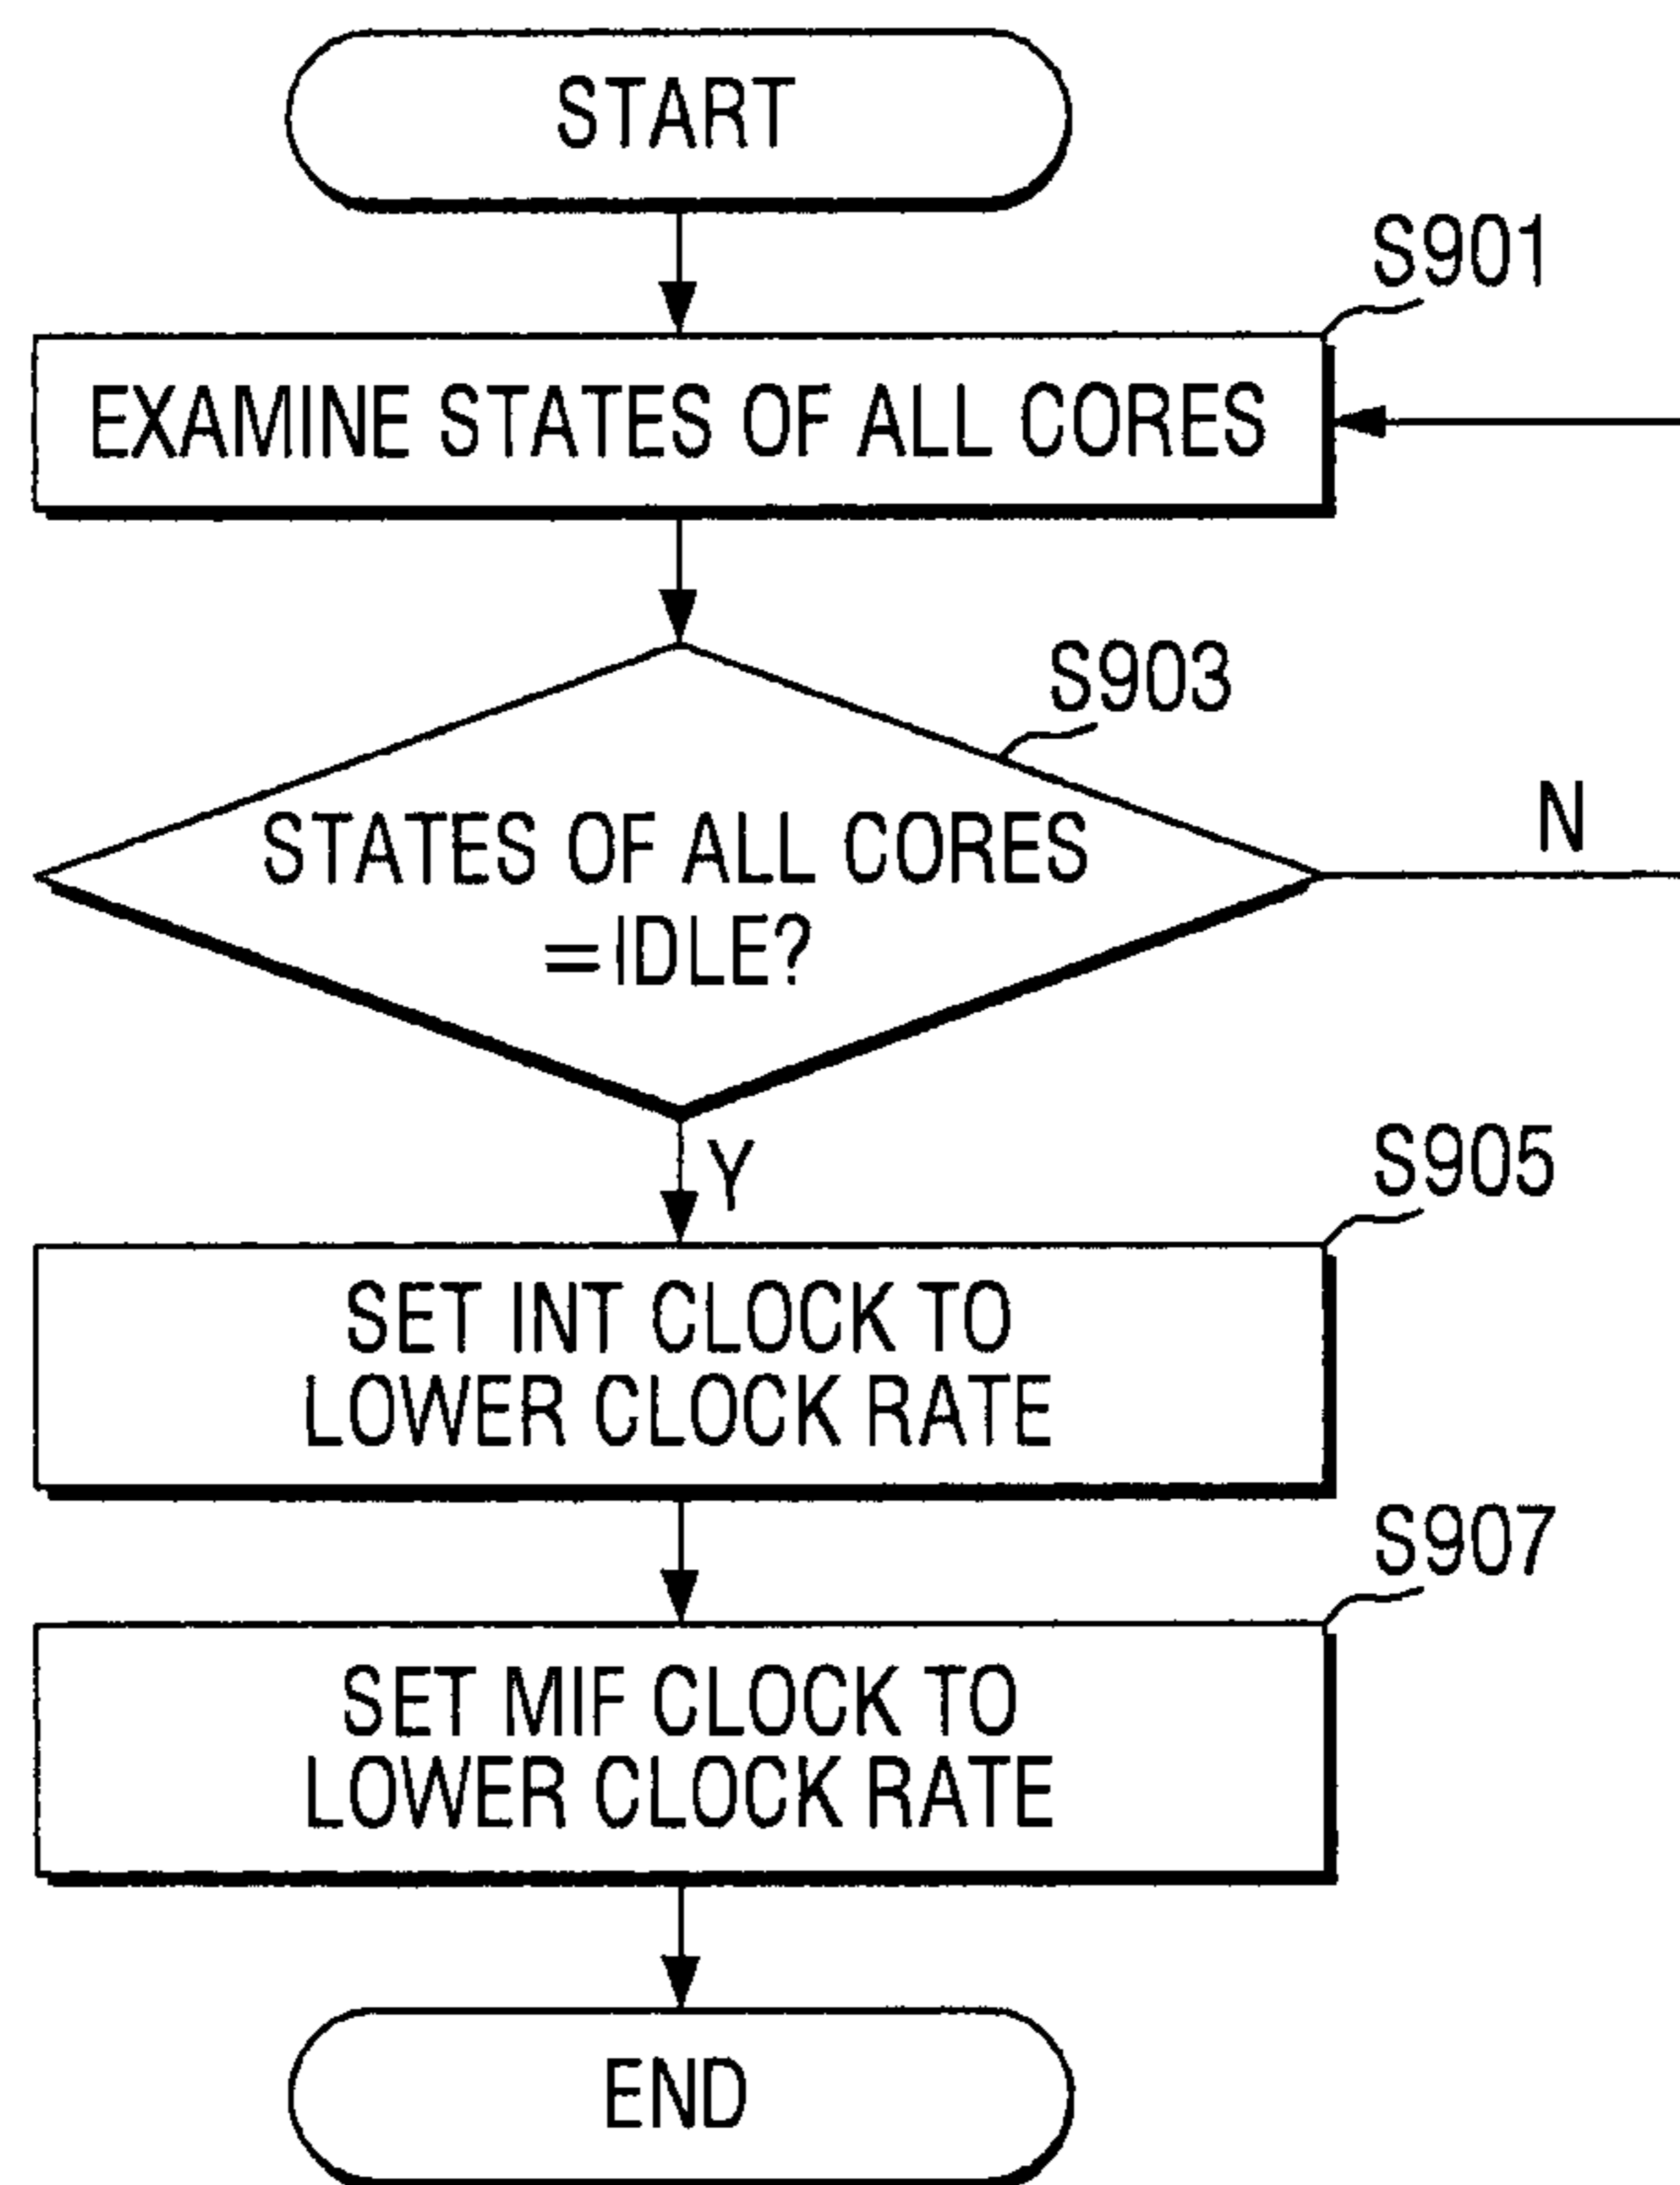 START
S901
EXAMINE STATES OF ALL CORES
S903
STATES OF ALL CORES
=IDLE?
N
Y
S905
SET INT CLOCK TO
LOWER CLOCK RATE
S907
SET MIF CLOCK TO
LOWER CLOCK RATE
END